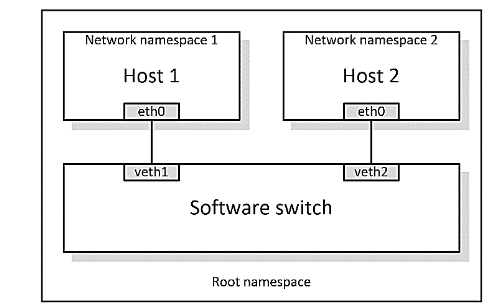 Network namespace 1
Host 1
eth0
Network namespace 2
Host 2
eth0
veth1
veth2
Software switch
Root namespace